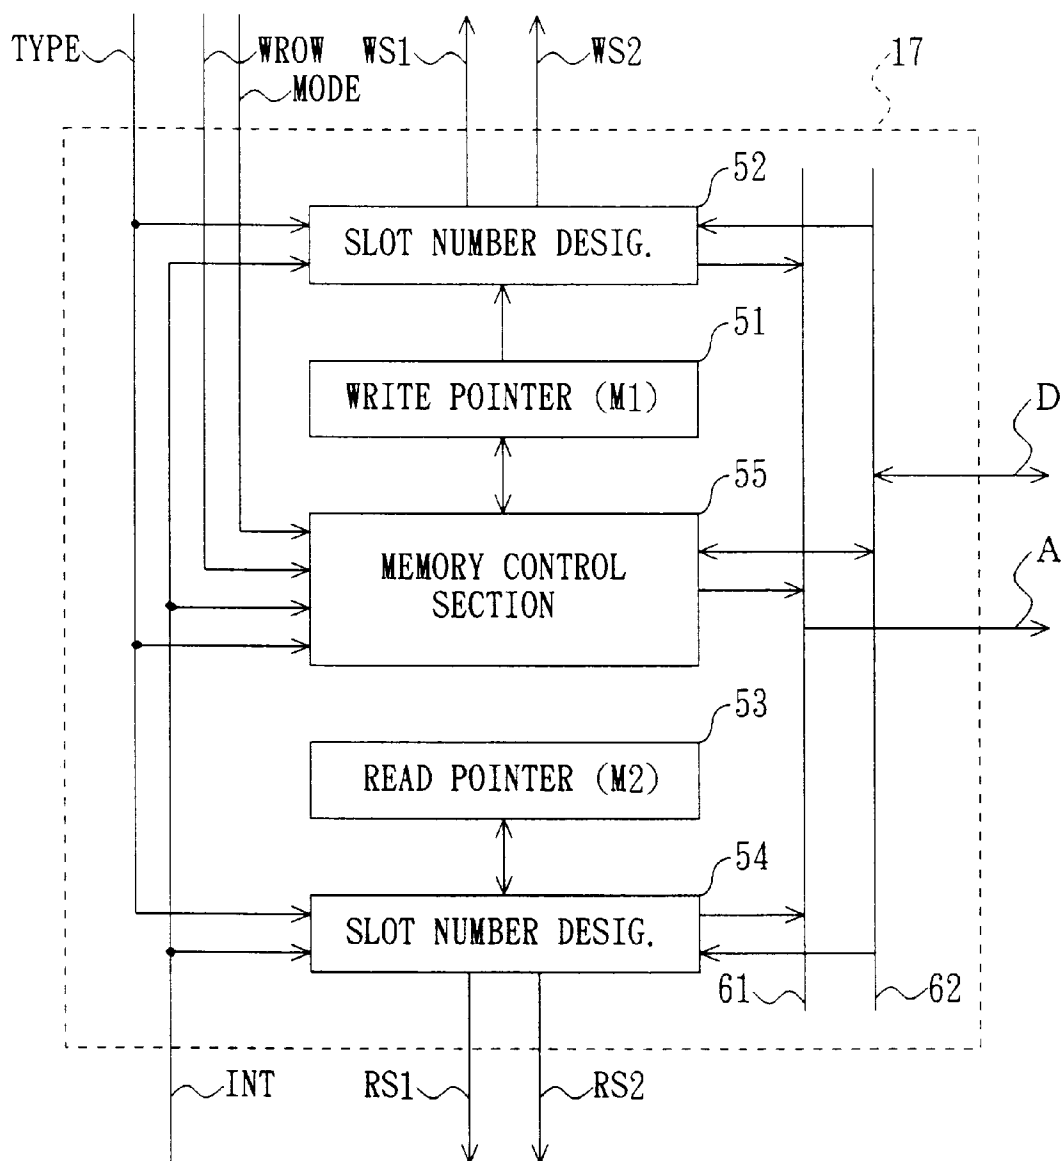 TYPE WROW WS1 WS2 17
MODE
52
SLOT NUMBER DESIG.
51
WRITE POINTER (M1)
D
55
MEMORY CONTROL
SECTION
A
53
READ POINTER (M2)
54
SLOT NUMBER DESIG.
61 62
INT RS1 RS2